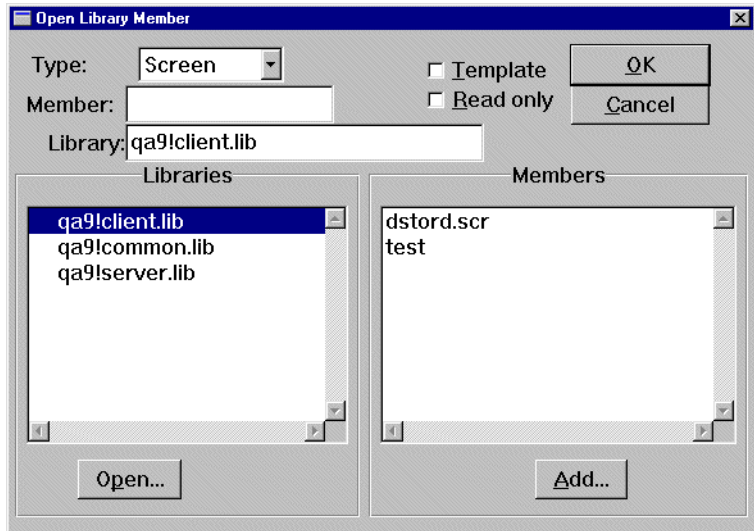 Open Library Member
Type: Screen
Template
OK
Member:
Read only
Cancel
Library: qa9!client.lib
Libraries
qa9!client.lib
qa9!common.lib
qa9!server.lib
Open...
Members
dstord.scr
test
Add...